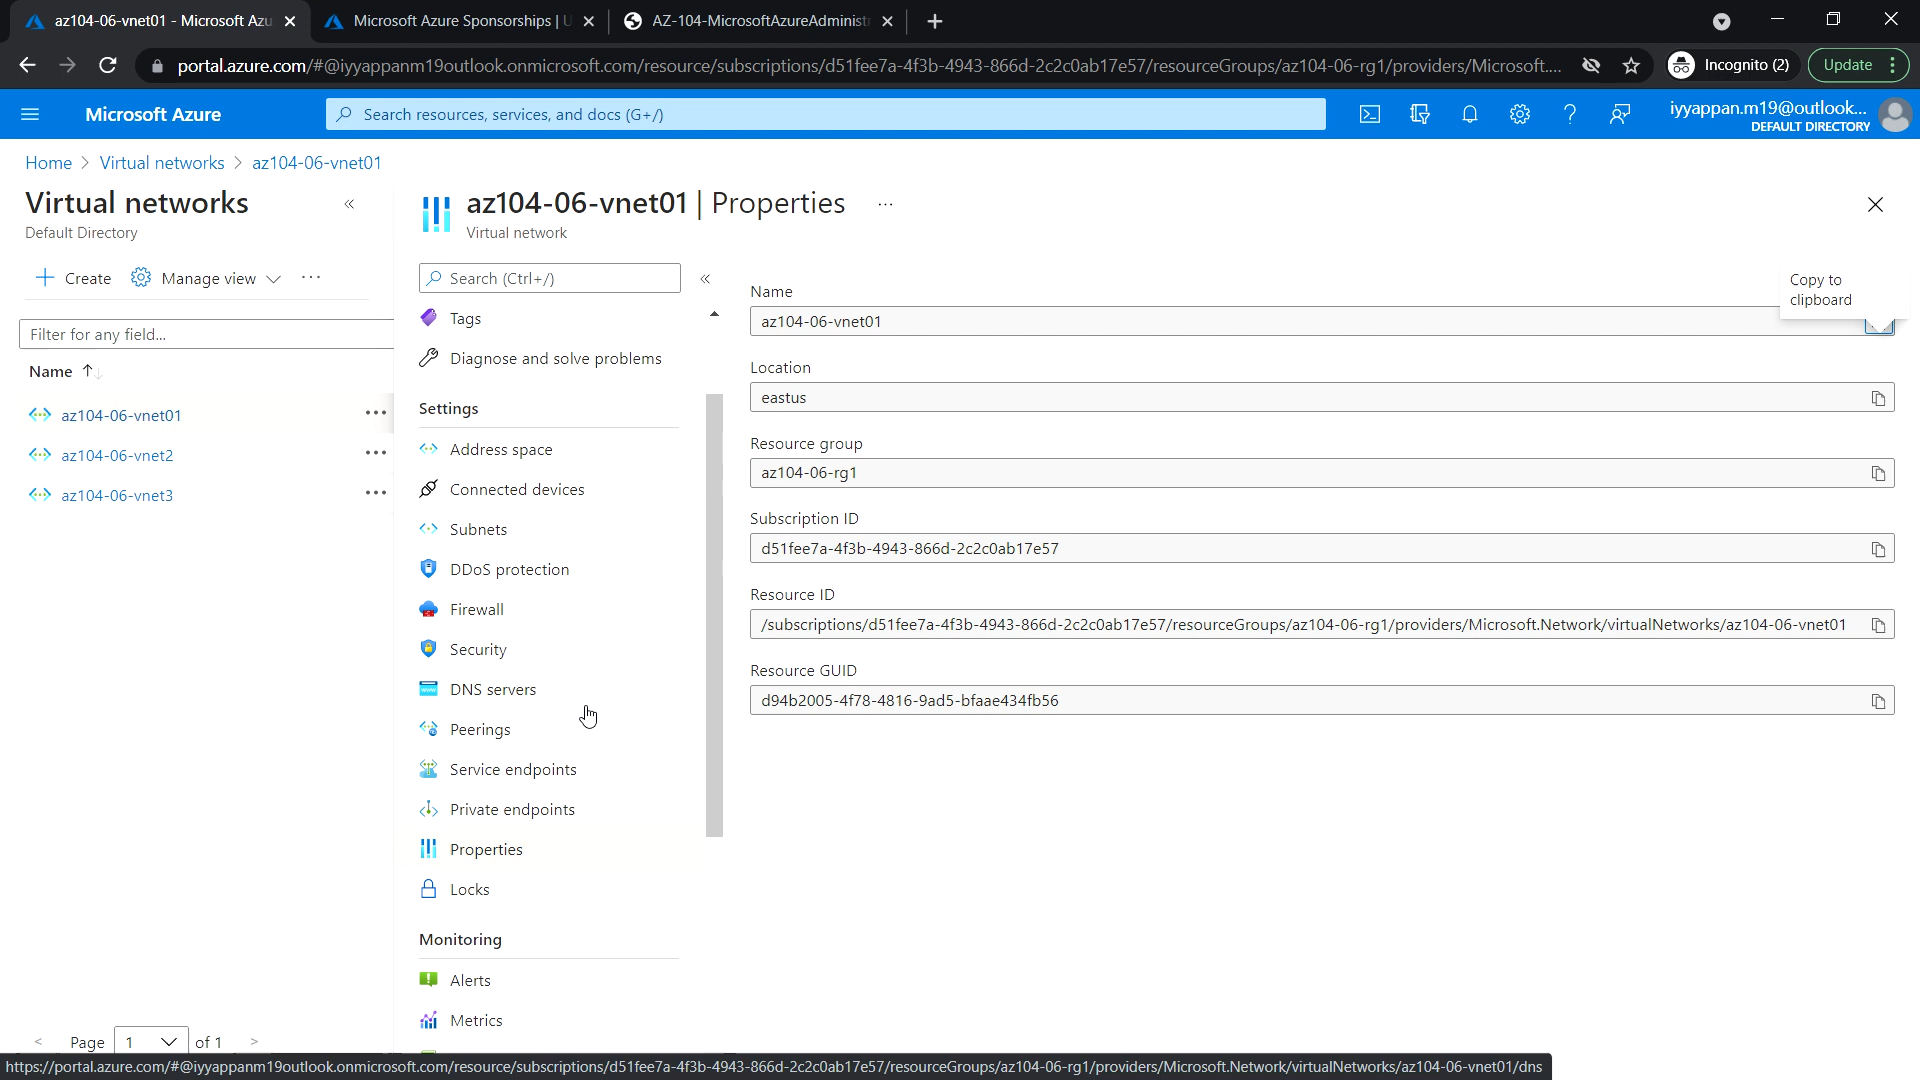 az104-06-vnet01 - Microsoft Azu
Microsoft Azure Sponsorships | U
AZ-104-MicrosoftAzureAdministr
portal.azure.com/#@iyyappanm19outlook.onmicrosoft.com/resource/subscriptions/d51fee7a-4f3b-4943-866d-2c2c0ab17e57/resourceGroups/az104-06-rg1/providers/Microsoft....
Incognito (2)
Update
Microsoft Azure
Search resources, services, and docs (G+/)
iyyappan.m19@outlook...
DEFAULT DIRECTORY
Home > Virtual networks > az104-06-vnet01
Virtual networks
Default Directory
Create
Manage view
Filter for any field...
Name
az104-06-vnet01
az104-06-vnet2
az104-06-vnet3
Page 1 of 1
az104-06-vnet01 | Properties
Virtual network
Search (Ctrl+/)
Tags
Diagnose and solve problems
Settings
Address space
Connected devices
Subnets
DDoS protection
Firewall
Security
DNS servers
Peerings
Service endpoints
Private endpoints
Properties
Locks
Monitoring
Alerts
Metrics
Copy to
clipboard
Name
az104-06-vnet01
Location
eastus
Resource group
az104-06-rg1
Subscription ID
d51fee7a-4f3b-4943-866d-2c2c0ab17e57
Resource ID
/subscriptions/d51fee7a-4f3b-4943-866d-2c2c0ab17e57/resourceGroups/az104-06-rg1/providers/Microsoft.Network/virtualNetworks/az104-06-vnet01
Resource GUID
d94b2005-4f78-4816-9ad5-bfaae434fb56
https://portal.azure.com/#@iyyappanm19outlook.onmicrosoft.com/resource/subscriptions/d51fee7a-4f3b-4943-866d-2c2c0ab17e57/resourceGroups/az104-06-rg1/providers/Microsoft.Network/virtualNetworks/az104-06-vnet01/dns